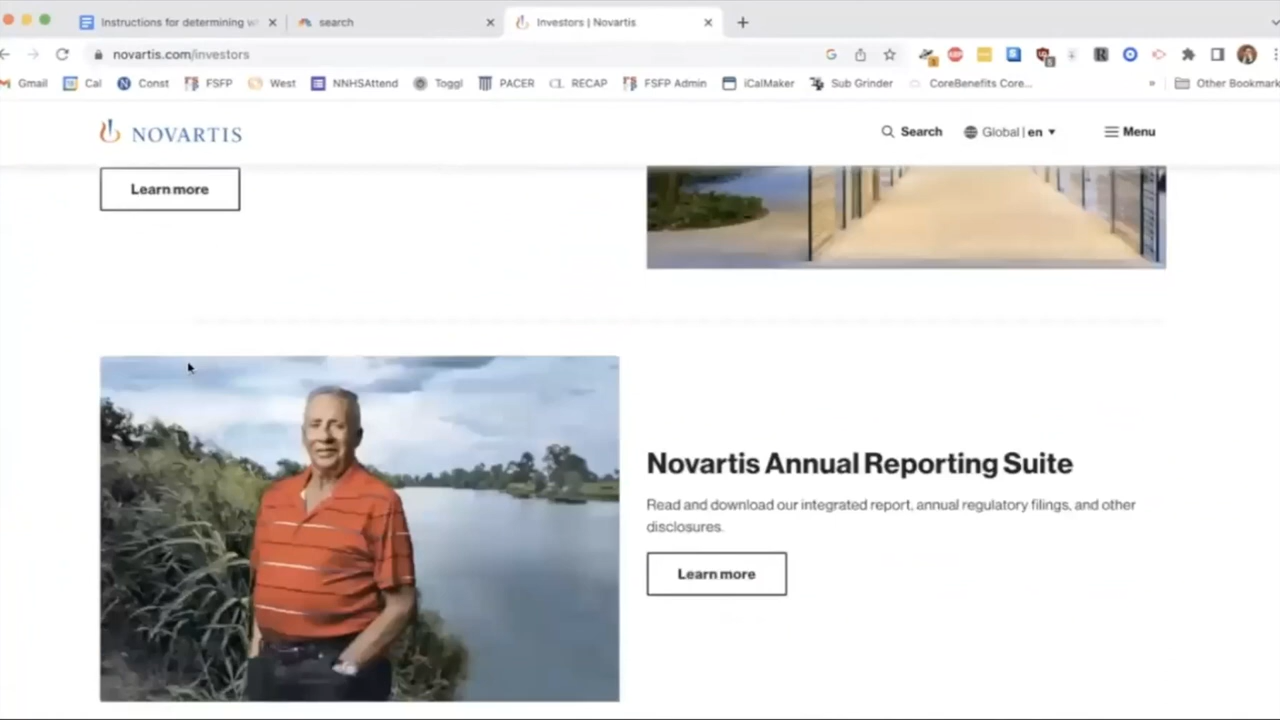 Instructions for determining w
search
Investors | Novartis
novartis.com/investors
Gmail
Cal
Const
FSFP
West
NNHSAttend
Toggl
PACER
RECAP
FSFP Admin
iCalMaker
Sub Grinder
CoreBenefits Core...
»
Other Bookmark
NOVARTIS
Search
Global | en
Menu
Learn more
Novartis Annual Reporting Suite
Read and download our integrated report, annual regulatory filings, and other
disclosures.
Learn more